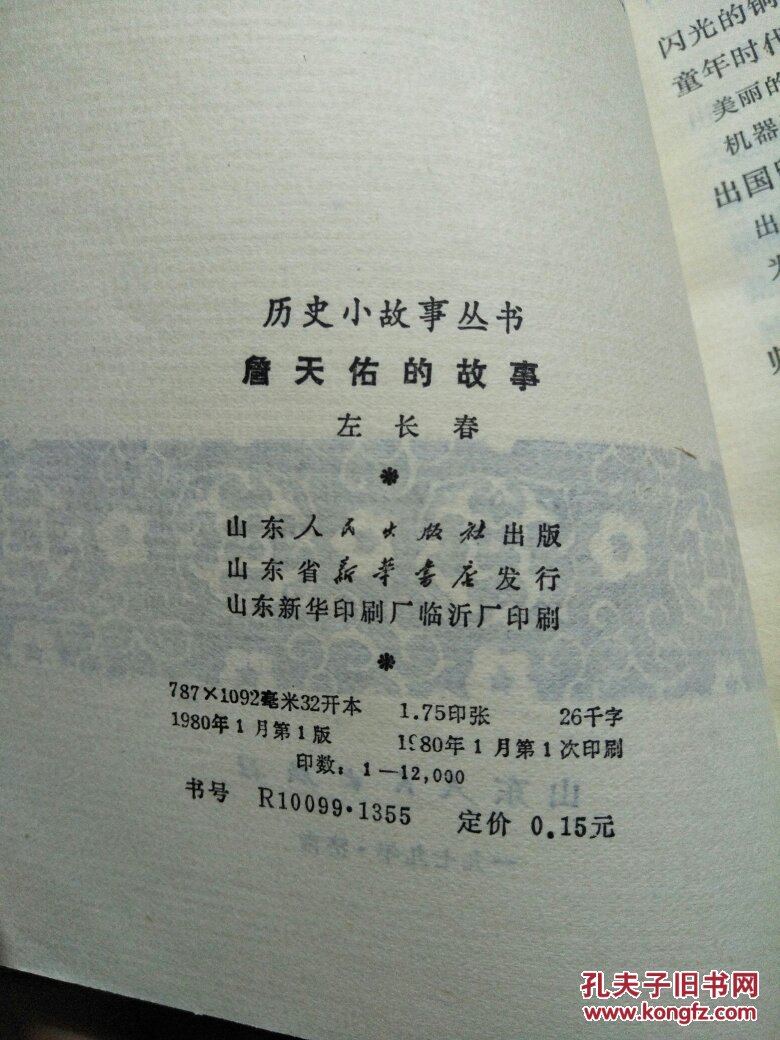 历史小故事丛书
詹天佑的故事
左长春
山东人民出版社出版
山东省新华书店发行
山东新华印刷厂临沂厂印刷
787×1092毫米32开本 1.75印张 26千字
1980年1月第1版 1980年1月第1次印刷
印数：1—12,000
书号 R10099·1355 定价 0.15元
闪光的铜
童年时代
美丽的
机器
出国
出
孔夫子旧书网
www.kongfz.com